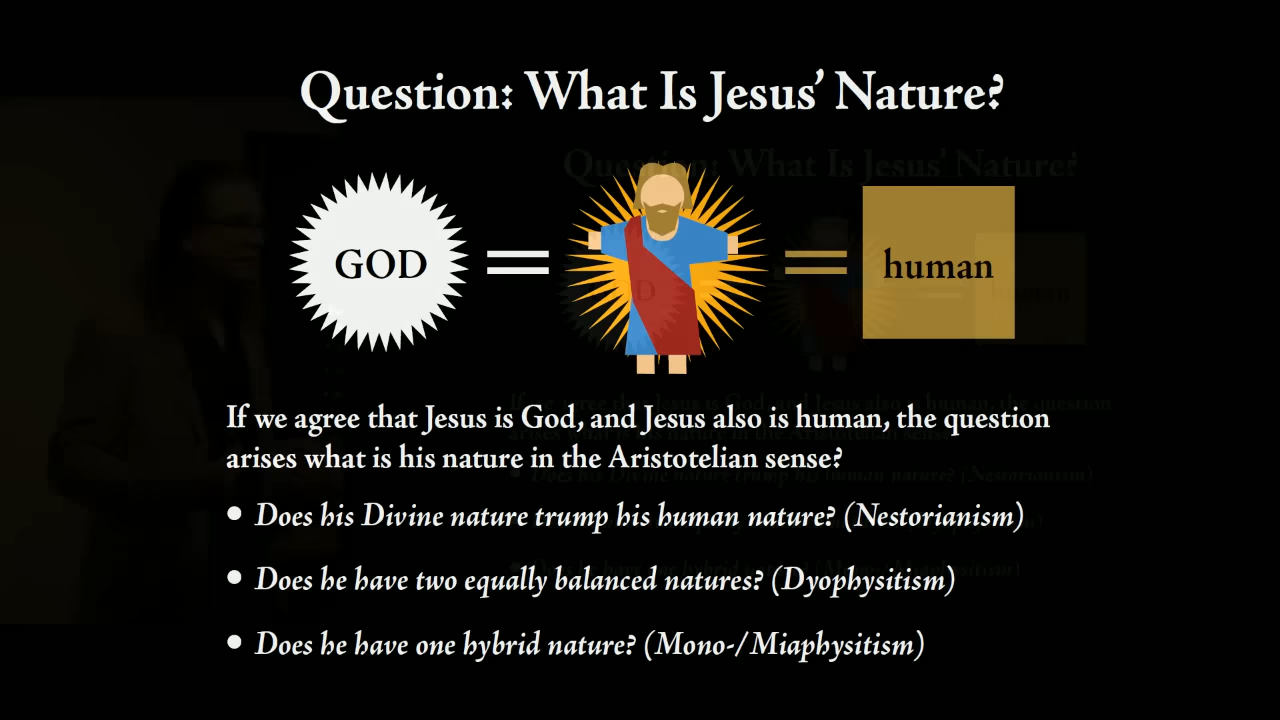 Question: What Is Jesus’ Nature?
GOD
human
If we agree that Jesus is God, and Jesus also is human, the question
arises what is his nature in the Aristotelian sense?
• Does his Divine nature trump his human nature? (Nestorianism)
• Does he have two equally balanced natures? (Dyophysitism)
• Does he have one hybrid nature? (Mono-/Miaphysitism)